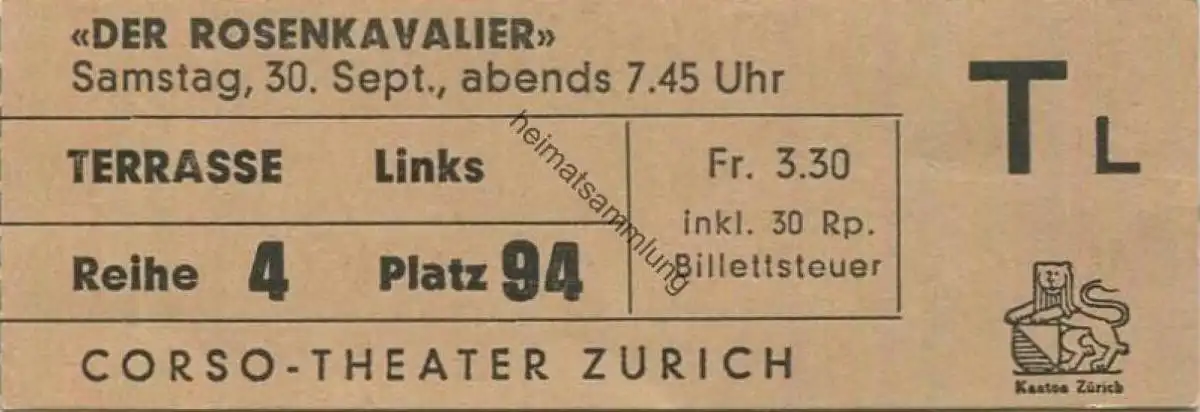 «DER ROSENKAVALIER»
Samstag, 30. Sept., abends 7.45 Uhr
T L
TERRASSE Links
Fr. 3.30
inkl. 30 Rp.
Billettsteuer
Reihe 4 Platz 94
CORSO-THEATER ZÜRICH
Kanton Zürich
heimatsammlung